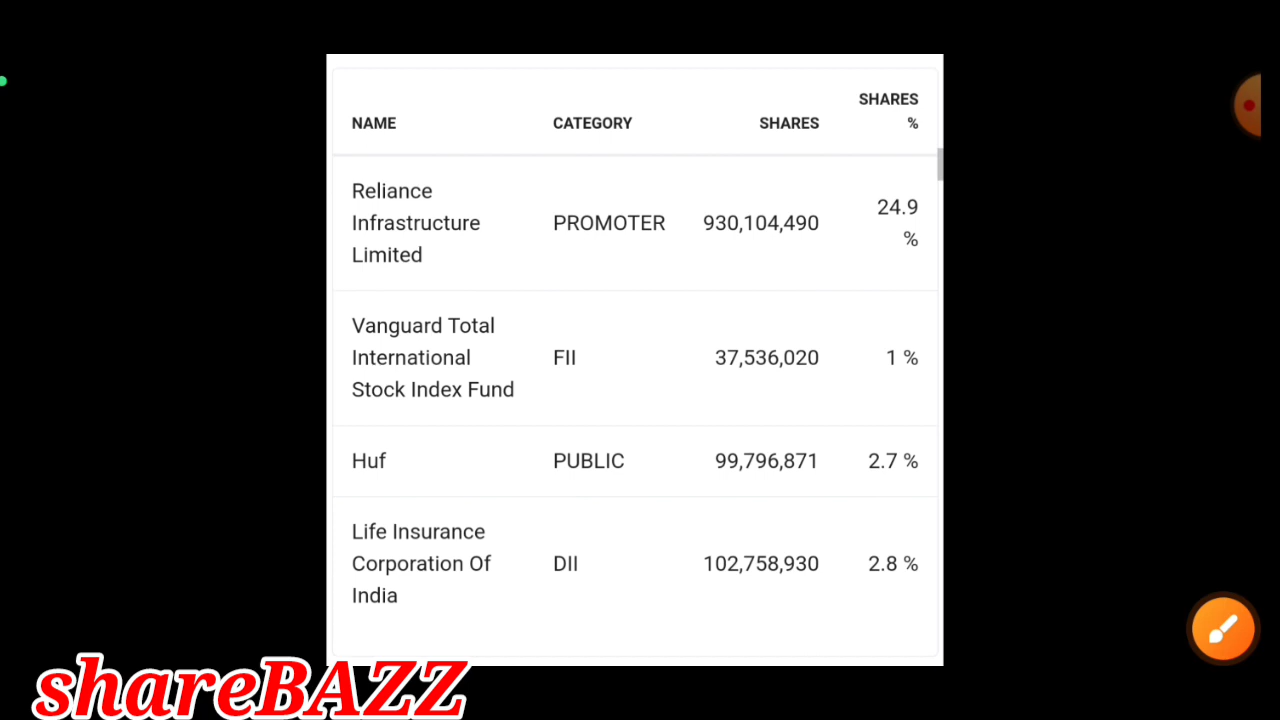 SHARES
NAME CATEGORY SHARES %
Reliance
Infrastructure PROMOTER 930,104,490 24.9
Limited %
Vanguard Total
International FII 37,536,020 1 %
Stock Index Fund
Huf PUBLIC 99,796,871 2.7 %
Life Insurance
Corporation Of DII 102,758,930 2.8 %
India
shareBAZZ